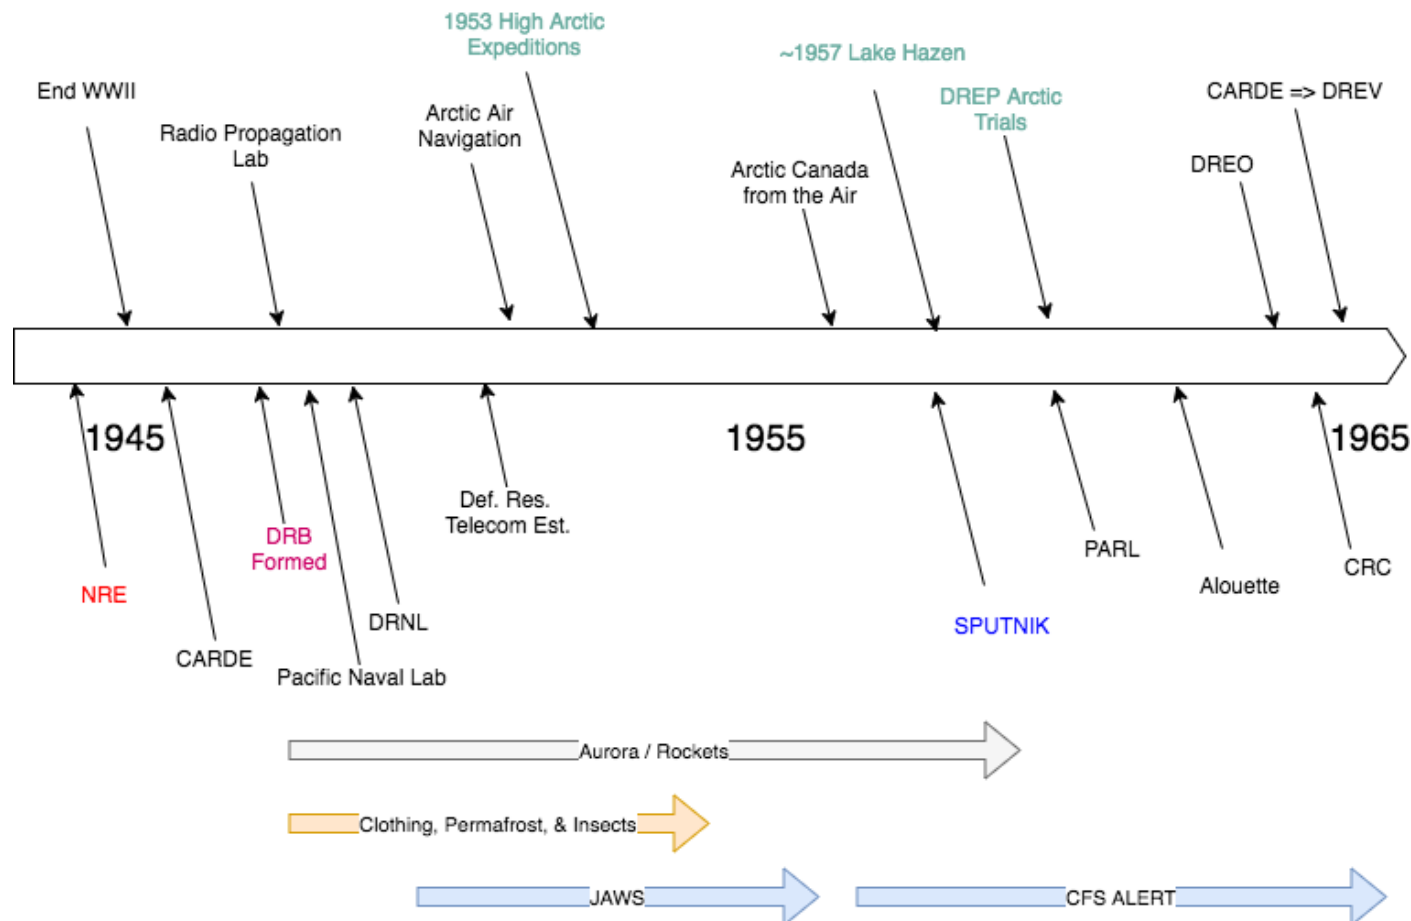 1953 High Arctic
Expeditions
~1957 Lake Hazen
End WWII
Radio Propagation
Lab
Arctic Air
Navigation
Arctic Canada
from the Air
DREP Arctic
Trials
CARDE => DREV
DREO
1945
1955
1965
NRE
CARDE
DRB
Formed
Pacific Naval Lab
DRNL
Def. Res.
Telecom Est.
SPUTNIK
PARL
Alouette
CRC
Aurora / Rockets
Clothing, Permafrost, & Insects
JAWS
CFS ALERT